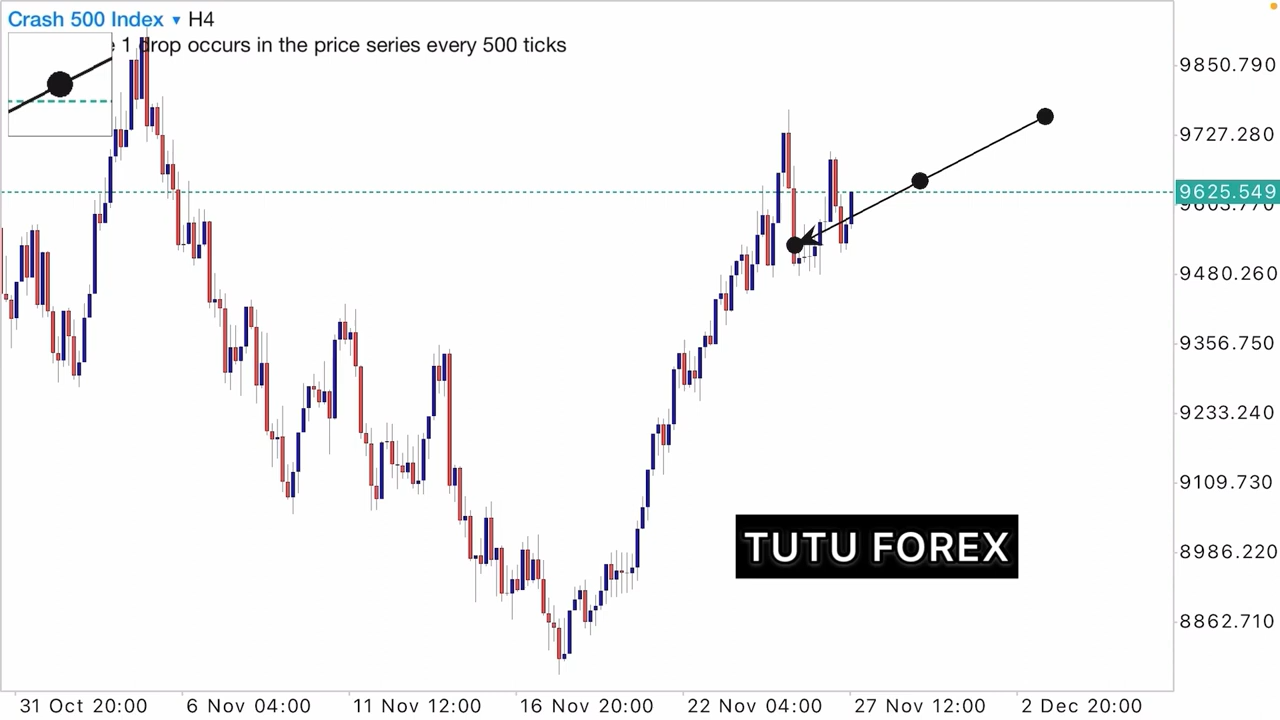 Crash 500 Index ▾ H4
1 drop occurs in the price series every 500 ticks
9850.790
9727.280
9625.549
9480.260
9356.750
9233.240
9109.730
8986.220
8862.710
TUTU FOREX
31 Oct 20:00 6 Nov 04:00 11 Nov 12:00 16 Nov 20:00 22 Nov 04:00 27 Nov 12:00 2 Dec 20:00